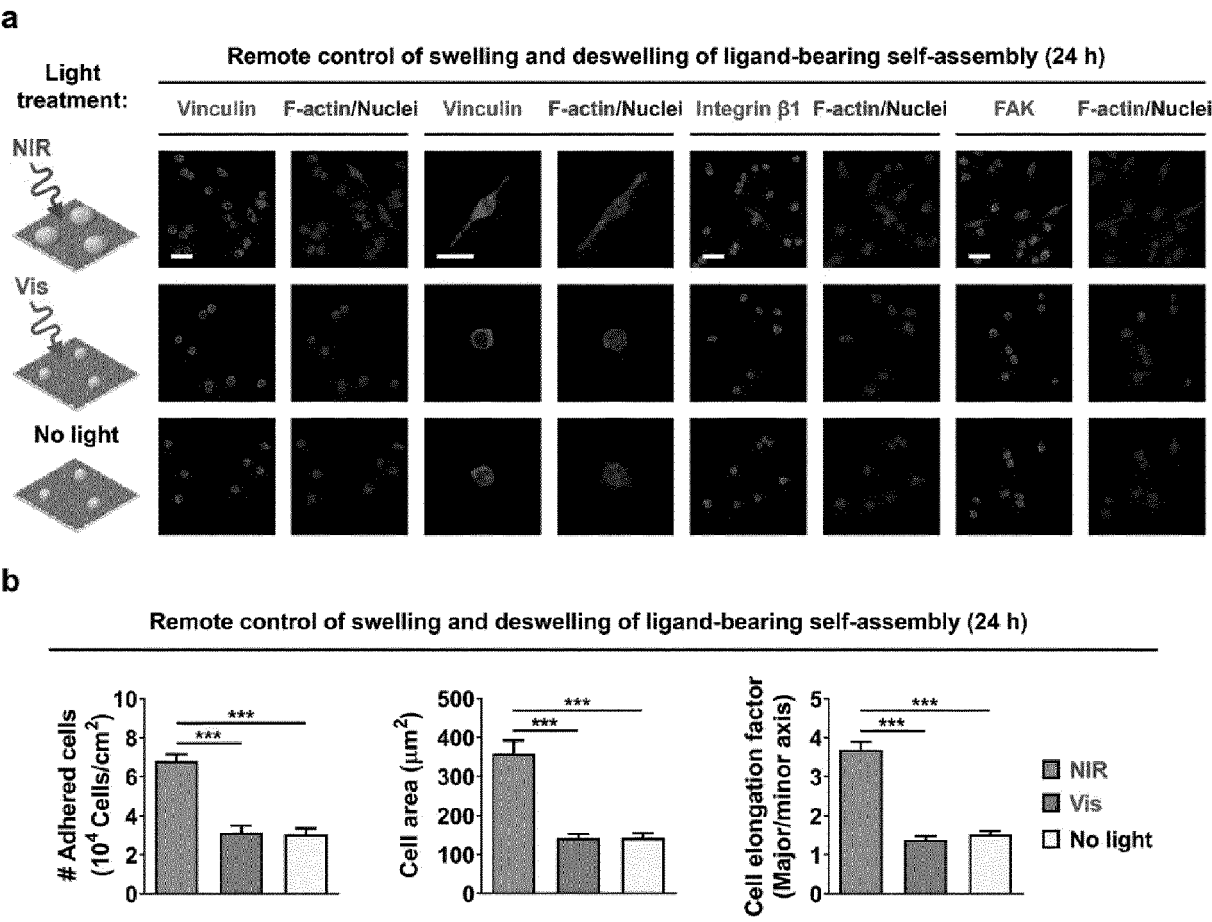 a
Remote control of swelling and deswelling of ligand-bearing self-assembly (24 h)
Light
treatment:
Vinculin F-actin/Nuclei Vinculin F-actin/Nuclei Integrin β1 F-actin/Nuclei FAK F-actin/Nuclei
NIR
Vis
No light
b
Remote control of swelling and deswelling of ligand-bearing self-assembly (24 h)
# Adhered cells
(10⁴ Cells/cm²)
10
8
6
4
2
0
***
***
Cell area (μm²)
500
400
300
200
100
0
***
***
Cell elongation factor
(Major/minor axis)
5
4
3
2
1
0
***
***
NIR
Vis
No light